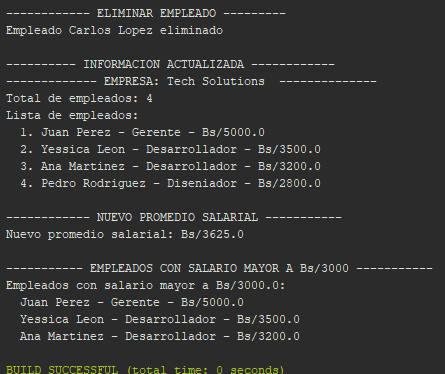 ------------ ELIMINAR EMPLEADO ---------
Empleado Carlos Lopez eliminado
---------- INFORMACION ACTUALIZADA ------------
------------- EMPRESA: Tech Solutions  --------------
Total de empleados: 4
Lista de empleados:
1. Juan Perez - Gerente - Bs/5000.0
2. Yessica Leon - Desarrollador - Bs/3500.0
3. Ana Martinez - Desarrollador - Bs/3200.0
4. Pedro Rodriguez - Diseniador - Bs/2800.0
------------ NUEVO PROMEDIO SALARIAL -----------
Nuevo promedio salarial: Bs/3625.0
----------- EMPLEADOS CON SALARIO MAYOR A Bs/3000 -----------
Empleados con salario mayor a Bs/3000.0:
Juan Perez - Gerente - Bs/5000.0
Yessica Leon - Desarrollador - Bs/3500.0
Ana Martinez - Desarrollador - Bs/3200.0
BUILD SUCCESSFUL (total time: 0 seconds)